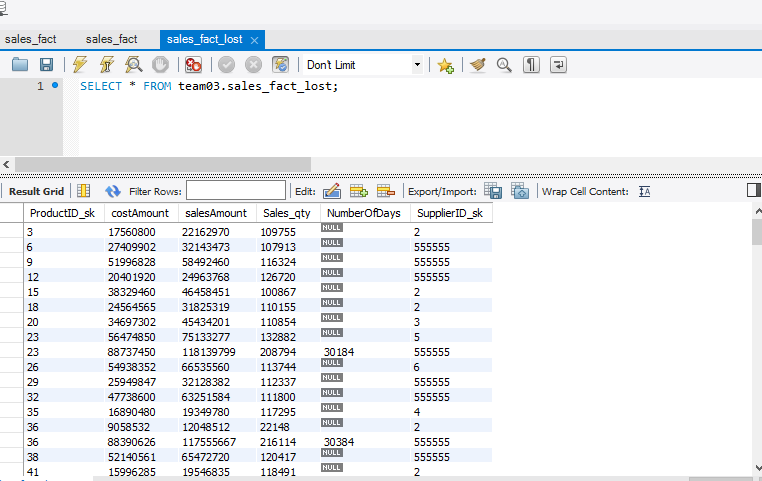 sales_fact sales_fact sales_fact_lost
Don't Limit
1 SELECT * FROM team03.sales_fact_lost;
Result Grid Filter Rows: Edit: Export/Import: Wrap Cell Content: IA
ProductID_sk costAmount salesAmount Sales_qty NumberOfDays SupplierID_sk
3 17560800 22162970 109755 NULL 2
6 27409902 32143473 107913 NULL 555555
9 51996828 58492460 116324 NULL 555555
12 20401920 24963768 126720 NULL 555555
15 38329460 46458451 100867 NULL 2
18 24564565 31825319 110155 NULL 2
20 34697302 45434201 110854 NULL 3
23 56474850 75133277 132882 NULL 5
23 88737450 118139799 208794 30184 555555
26 54938352 66535560 113744 NULL 6
29 25949847 32128382 112337 NULL 555555
32 47738600 63251584 111800 NULL 555555
35 16890480 19349780 117295 NULL 4
36 9058532 12048512 22148 NULL 2
36 88390626 117555667 216114 30384 555555
38 52140561 65472720 120417 NULL 555555
41 15996285 19546835 118491 NULL 2